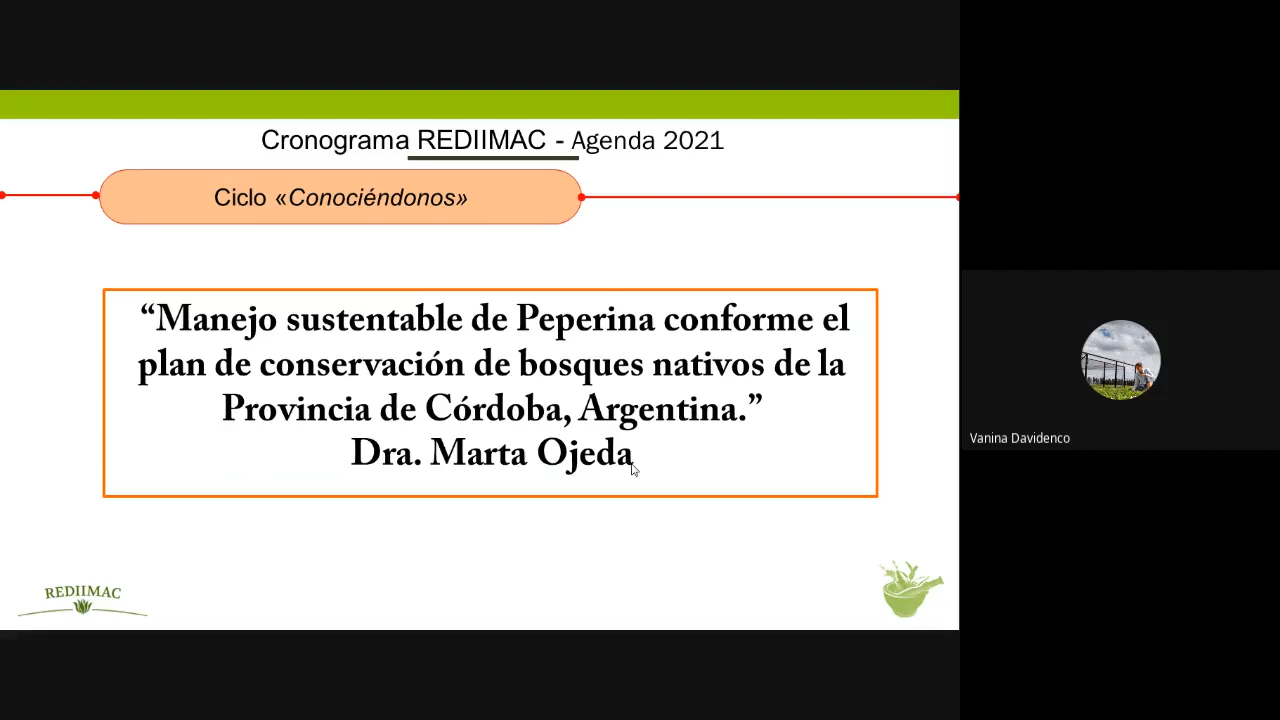 Cronograma REDIIMAC - Agenda 2021
Ciclo «Conociéndonos»
“Manejo sustentable de Peperina conforme el
plan de conservación de bosques nativos de la
Provincia de Córdoba, Argentina.”
Dra. Marta Ojeda
Vanina Davidenco
REDIIMAC